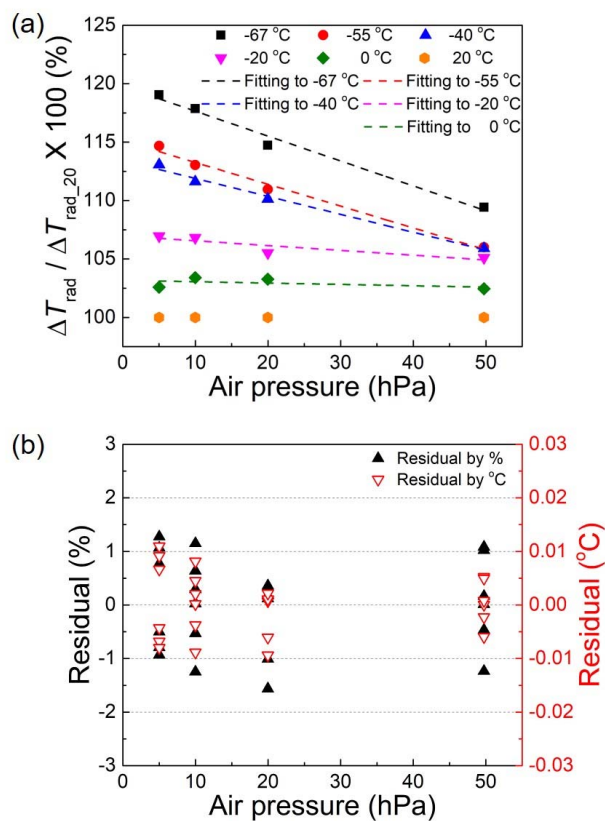 (a)
125
120
115
110
105
100
ΔT_rad / ΔT_rad_20 X 100 (%)
-67 °C -55 °C -40 °C
-20 °C 0 °C 20 °C
Fitting to -67 °C Fitting to -55 °C
Fitting to -40 °C Fitting to -20 °C
Fitting to 0 °C
0 10 20 30 40 50
Air pressure (hPa)
(b)
3
2
1
0
-1
-2
-3
Residual (%)
Residual by %
Residual by °C
0.03
0.02
0.01
0.00
-0.01
-0.02
-0.03
Residual (°C)
0 10 20 30 40 50
Air pressure (hPa)